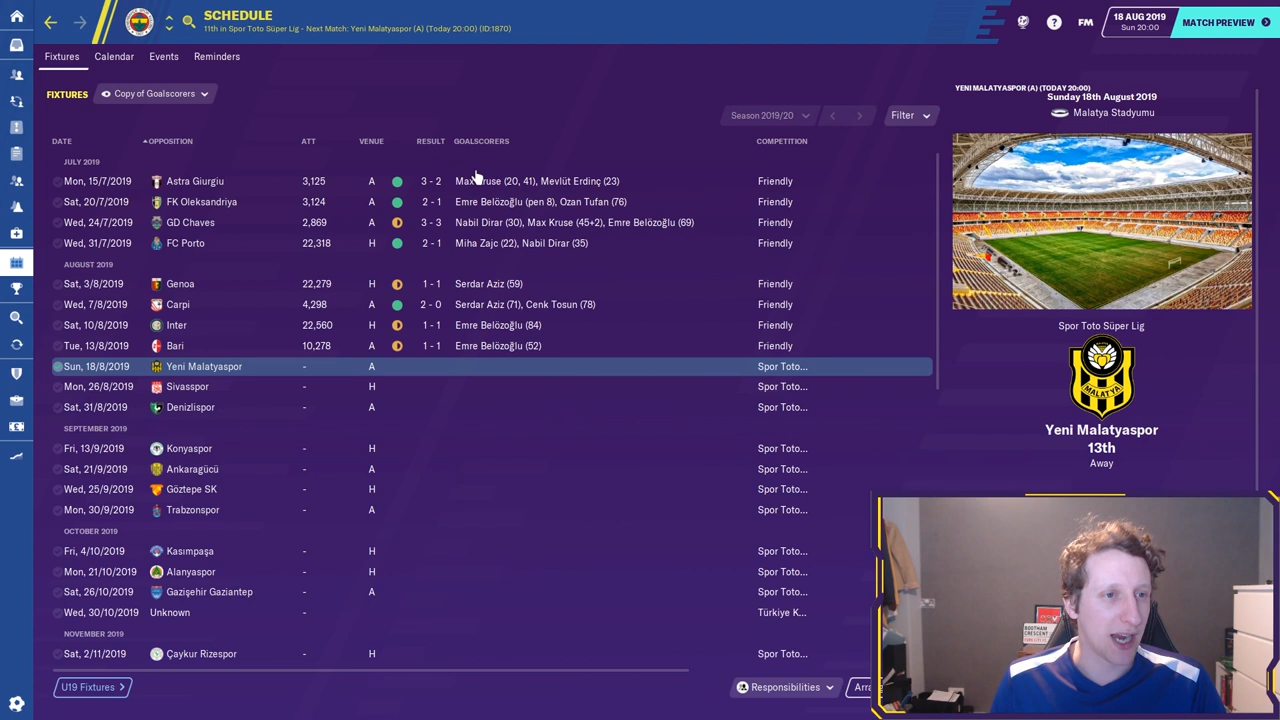 SCHEDULE
11th in Spor Toto Süper Lig - Next Match: Yeni Malatyaspor (A) (Today 20:00) (ID:1870)
? FM 18 AUG 2019
Sun 20:00
MATCH PREVIEW
Fixtures Calendar Events Reminders
FIXTURES Copy of Goalscorers
Season 2019/20 Filter
DATE OPPOSITION ATT VENUE RESULT GOALSCORERS COMPETITION
JULY 2019
Mon, 15/7/2019 Astra Giurgiu 3,125 A 3 - 2 Max Kruse (20, 41), Mevlüt Erdinç (23) Friendly
Sat, 20/7/2019 FK Oleksandriya 3,124 A 2 - 1 Emre Belözoğlu (pen 8), Ozan Tufan (76) Friendly
Wed, 24/7/2019 GD Chaves 2,869 A 3 - 3 Nabil Dirar (30), Max Kruse (45+2), Emre Belözoğlu (69) Friendly
Wed, 31/7/2019 FC Porto 22,318 H 2 - 1 Miha Zajc (22), Nabil Dirar (35) Friendly
AUGUST 2019
Sat, 3/8/2019 Genoa 22,279 H 1 - 1 Serdar Aziz (59) Friendly
Wed, 7/8/2019 Carpi 4,298 A 2 - 0 Serdar Aziz (71), Cenk Tosun (78) Friendly
Sat, 10/8/2019 Inter 22,560 H 1 - 1 Emre Belözoğlu (84) Friendly
Tue, 13/8/2019 Bari 10,278 A 1 - 1 Emre Belözoğlu (52) Friendly
Sun, 18/8/2019 Yeni Malatyaspor - A Spor Toto...
Mon, 26/8/2019 Sivasspor - H Spor Toto...
Sat, 31/8/2019 Denizlispor - A Spor Toto...
SEPTEMBER 2019
Fri, 13/9/2019 Konyaspor - H Spor Toto...
Sat, 21/9/2019 Ankaragücü - A Spor Toto...
Wed, 25/9/2019 Göztepe SK - H Spor Toto...
Mon, 30/9/2019 Trabzonspor - A Spor Toto...
OCTOBER 2019
Fri, 4/10/2019 Kasımpaşa - H Spor Toto...
Mon, 21/10/2019 Alanyaspor - H Spor Toto...
Sat, 26/10/2019 Gazişehir Gaziantep - A Spor Toto...
Wed, 30/10/2019 Unknown - Türkiye K...
NOVEMBER 2019
Sat, 2/11/2019 Çaykur Rizespor - H Spor Toto...
U19 Fixtures Responsibilities Arra
YENI MALATYASPOR (A) (TODAY 20:00)
Sunday 18th August 2019
Malatya Stadyumu
Spor Toto Süper Lig
MALATYA
Yeni Malatyaspor
13th
Away
BOOTHAM
CRESCENT